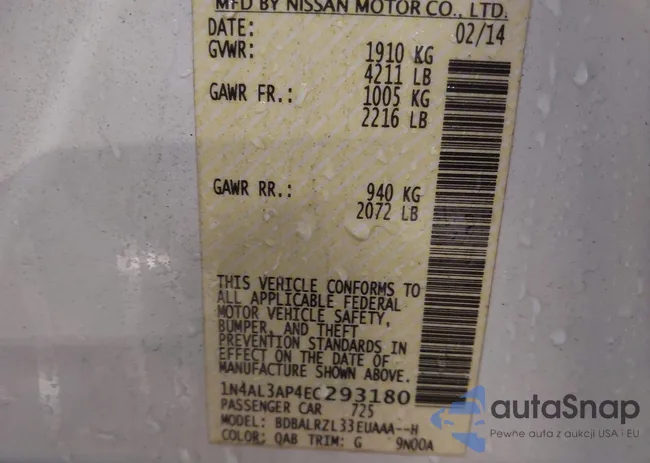 MFD BY NISSAN MOTOR CO., LTD.
DATE: 02/14
GVWR: 1910 KG
4211 LB
GAWR FR.: 1005 KG
2216 LB
GAWR RR.: 940 KG
2072 LB
THIS VEHICLE CONFORMS TO
ALL APPLICABLE FEDERAL
MOTOR VEHICLE SAFETY,
BUMPER, AND THEFT
PREVENTION STANDARDS IN
EFFECT ON THE DATE OF
MANUFACTURE SHOWN ABOVE.
1N4AL3AP4EC293180
PASSENGER CAR 725
MODEL: BDBALRZL33EUAAA--H
COLOR: QAB TRIM: G 9N00A
autaSnap
Pewne auta z aukcji USA i EU